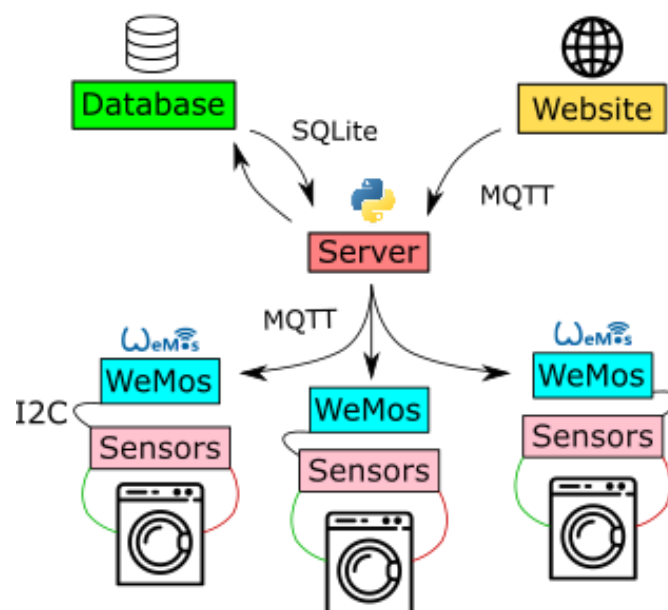 Database
Website
SQLite
MQTT
Server
MQTT
WeMos
WeMos
WeMos
WeMos
WeMos
I2C
Sensors
Sensors
Sensors